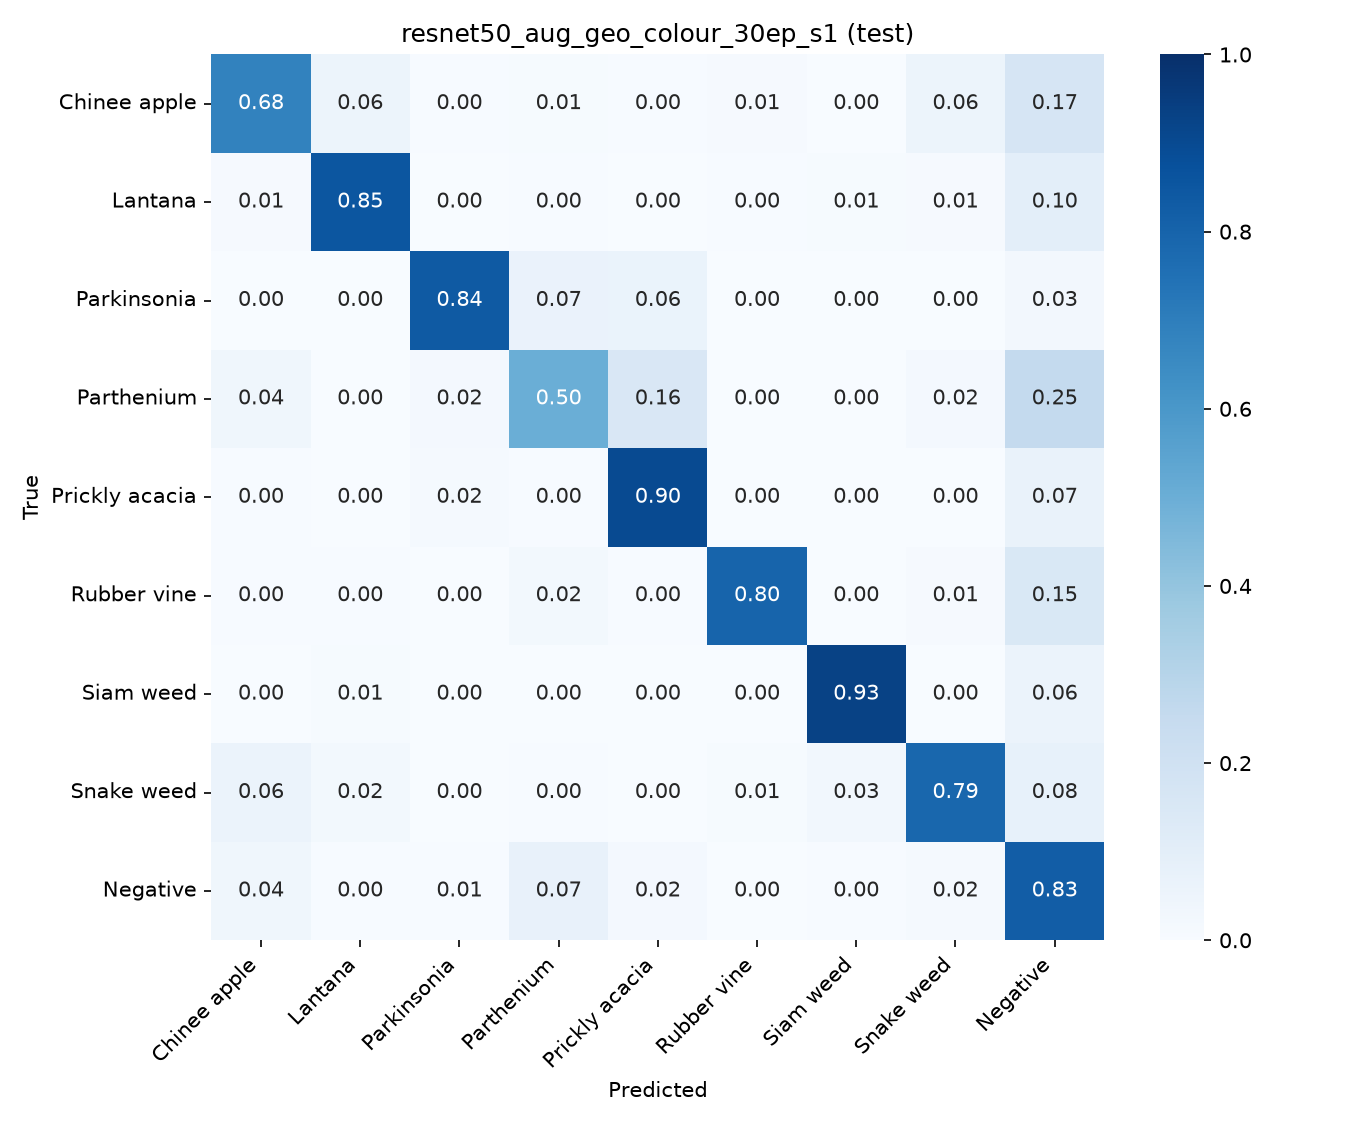 resnet50_aug_geo_colour_30ep_s1 (test)
Chinee apple 0.68 0.06 0.00 0.01 0.00 0.01 0.00 0.06 0.17
Lantana 0.01 0.85 0.00 0.00 0.00 0.00 0.01 0.01 0.10
Parkinsonia 0.00 0.00 0.84 0.07 0.06 0.00 0.00 0.00 0.03
Parthenium 0.04 0.00 0.02 0.50 0.16 0.00 0.00 0.02 0.25
Prickly acacia 0.00 0.00 0.02 0.00 0.90 0.00 0.00 0.00 0.07
Rubber vine 0.00 0.00 0.00 0.02 0.00 0.80 0.00 0.01 0.15
Siam weed 0.00 0.01 0.00 0.00 0.00 0.00 0.93 0.00 0.06
Snake weed 0.06 0.02 0.00 0.00 0.00 0.01 0.03 0.79 0.08
Negative 0.04 0.00 0.01 0.07 0.02 0.00 0.00 0.02 0.83
True
Chinee apple Lantana Parkinsonia Parthenium Prickly acacia Rubber vine Siam weed Snake weed Negative
Predicted
1.0
0.8
0.6
0.4
0.2
0.0